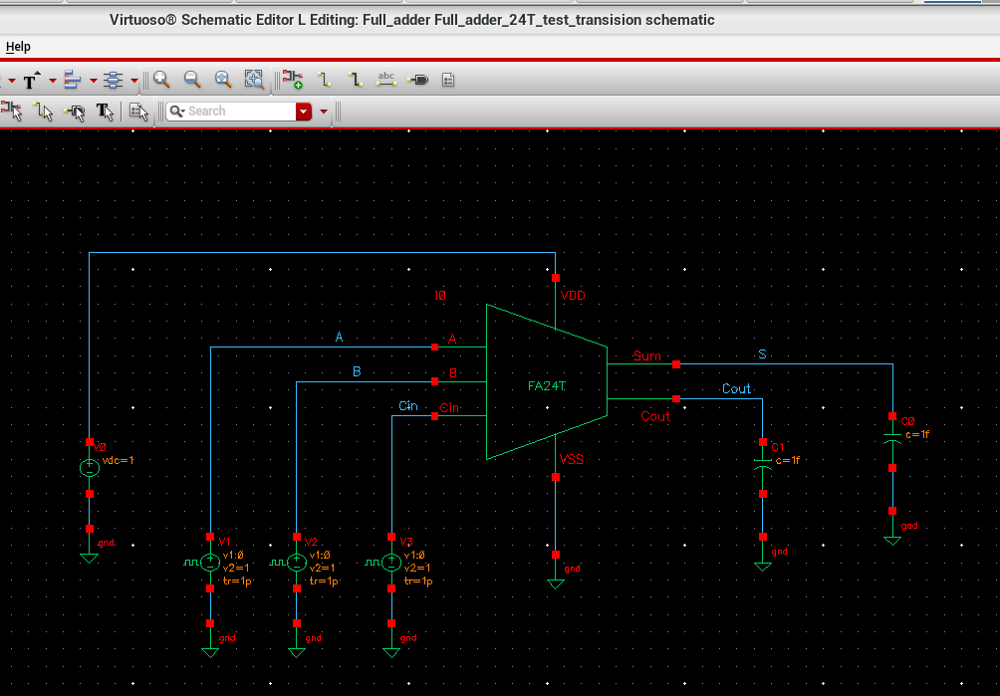 Virtuoso® Schematic Editor L Editing: Full_adder Full_adder_24T_test_transision schematic
Help
T
abc
T
Search
I0
VDD
A
A
B
B
Cin
Cin
FA24T
Sum
S
Cout
Cout
VSS
V0
vdc=1
gnd
V1
v1:0
v2=1
tr=1p
gnd
V2
v1:0
v2=1
tr=1p
gnd
V3
v1:0
v2=1
tr=1p
gnd
gnd
C1
c=1f
gnd
C0
c=1f
gnd